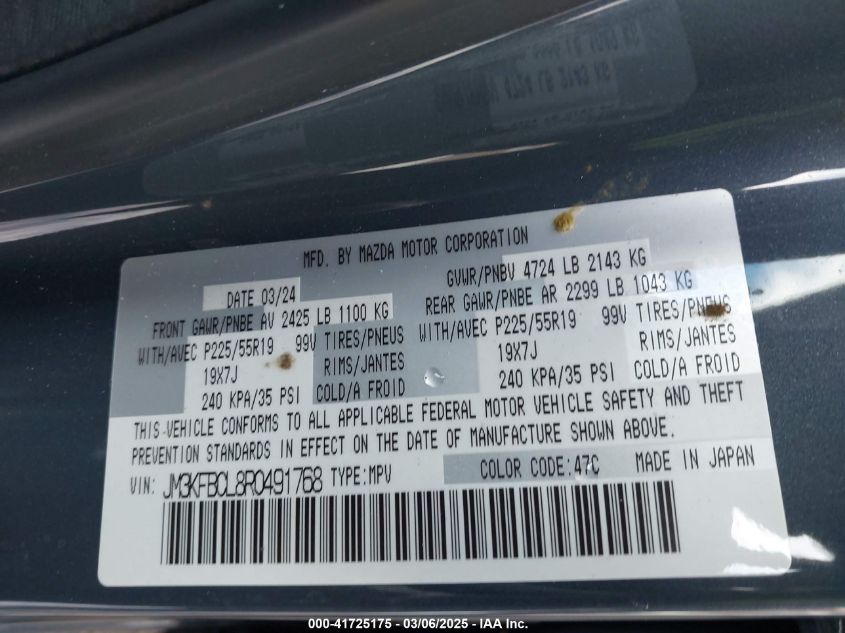 MFD. BY MAZDA MOTOR CORPORATION
DATE 03/24 GVWR/PNBV 4724 LB 2143 KG
FRONT GAWR/PNBE AV 2425 LB 1100 KG REAR GAWR/PNBE AR 2299 LB 1043 KG
WITH/AVEC P225/55R19 99V TIRES/PNEUS WITH/AVEC P225/55R19 99V TIRES/PNEUS
19X7J RIMS/JANTES 19X7J RIMS/JANTES
240 KPA/35 PSI COLD/A FROID 240 KPA/35 PSI COLD/A FROID
THIS VEHICLE CONFORMS TO ALL APPLICABLE FEDERAL MOTOR VEHICLE SAFETY AND THEFT
PREVENTION STANDARDS IN EFFECT ON THE DATE OF MANUFACTURE SHOWN ABOVE.
VIN: JM3KFBCL8R0491768 TYPE:MPV COLOR CODE:47C MADE IN JAPAN
000-41725175 - 03/06/2025 - IAA Inc.